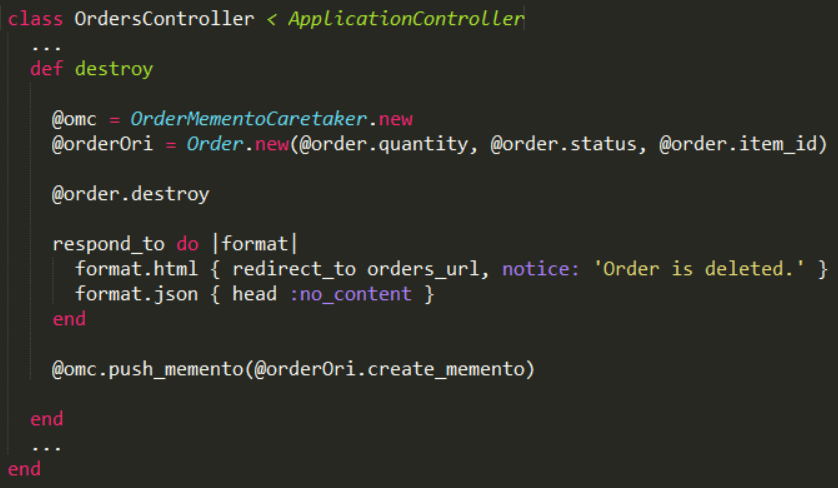 class OrdersController < ApplicationController
...
def destroy
@omc = OrderMementoCaretaker.new
@orderOri = Order.new(@order.quantity, @order.status, @order.item_id)
@order.destroy
respond_to do |format|
format.html { redirect_to orders_url, notice: 'Order is deleted.' }
format.json { head :no_content }
end
@omc.push_memento(@orderOri.create_memento)
end
...
end